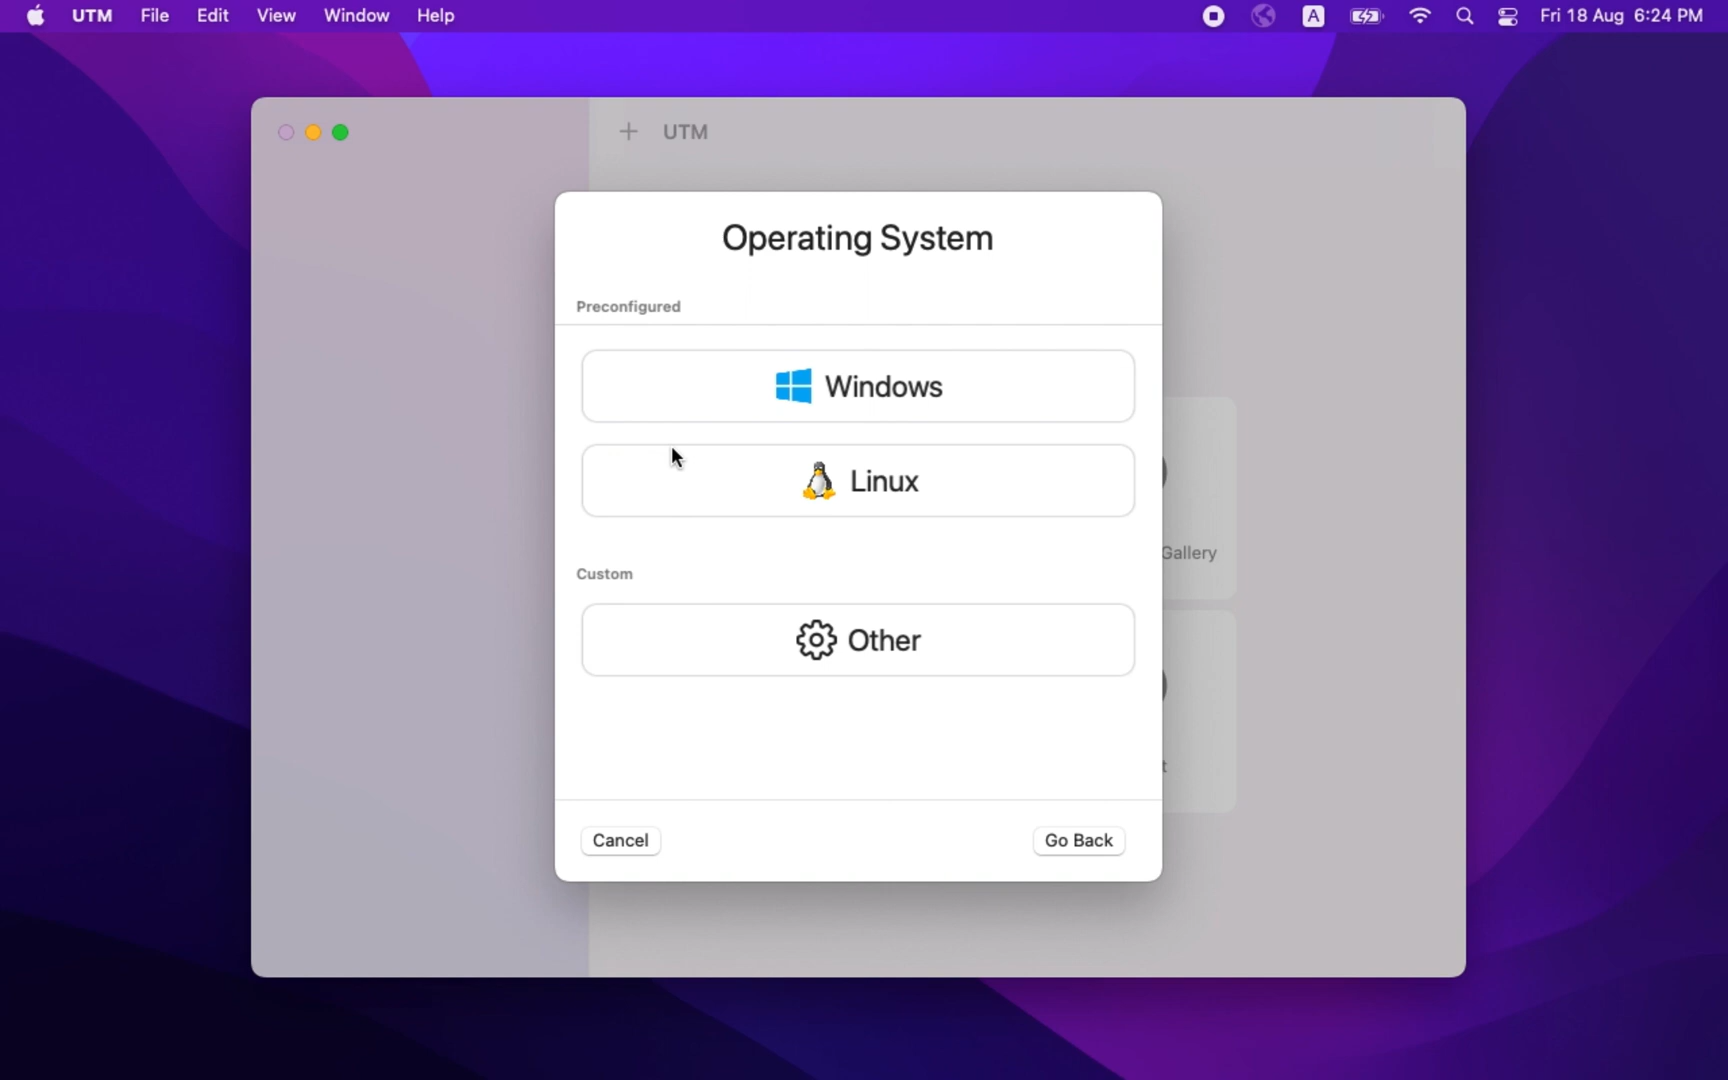 UTM File Edit View Window Help A Fri 18 Aug 6:24 PM
UTM
Operating System
Preconfigured
Windows
Linux
Gallery
Custom
Other
t
Cancel Go Back